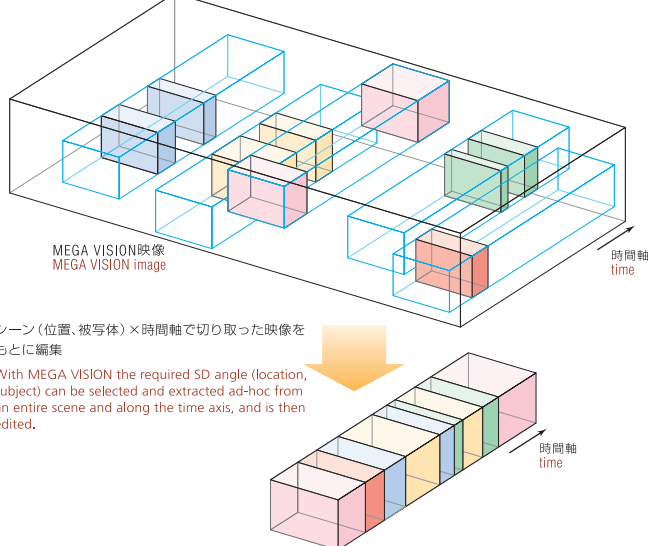 MEGA VISION映像
MEGA VISION image
時間軸
time
シーン（位置、被写体）×時間軸で切り取った映像を
もとに編集
With MEGA VISION the required SD angle (location,
subject) can be selected and extracted ad-hoc from
an entire scene and along the time axis, and is then
edited.
時間軸
time